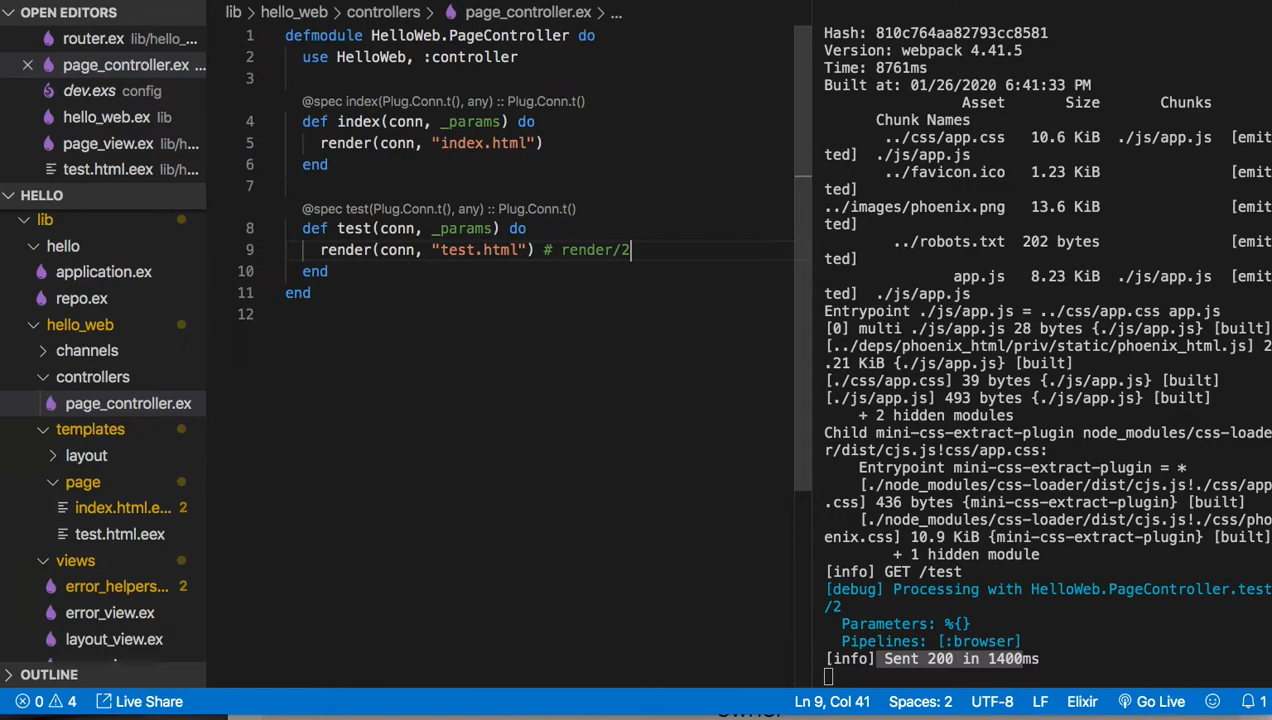 OPEN EDITORS
router.ex lib/hello_...
page_controller.ex ...
dev.exs config
hello_web.ex lib
page_view.ex lib/h...
test.html.eex lib/h...
HELLO
lib
hello
application.ex
repo.ex
hello_web
channels
controllers
page_controller.ex
templates
layout
page
index.html.e... 2
test.html.eex
views
error_helpers... 2
error_view.ex
layout_view.ex
OUTLINE
lib > hello_web > controllers > page_controller.ex > ...
1 defmodule HelloWeb.PageController do
2 use HelloWeb, :controller
3
@spec index(Plug.Conn.t(), any) :: Plug.Conn.t()
4 def index(conn, _params) do
5 render(conn, "index.html")
6 end
7
@spec test(Plug.Conn.t(), any) :: Plug.Conn.t()
8 def test(conn, _params) do
9 render(conn, "test.html") # render/2
10 end
11 end
12
Hash: 810c764aa82793cc8581
Version: webpack 4.41.5
Time: 8761ms
Built at: 01/26/2020 6:41:33 PM
Asset Size Chunks
Chunk Names
../css/app.css 10.6 KiB ./js/app.js [emit
ted] ./js/app.js
../favicon.ico 1.23 KiB [emit
ted]
../images/phoenix.png 13.6 KiB [emit
ted]
../robots.txt 202 bytes [emit
ted]
app.js 8.23 KiB ./js/app.js [emit
ted] ./js/app.js
Entrypoint ./js/app.js = ../css/app.css app.js
[0] multi ./js/app.js 28 bytes {./js/app.js} [built]
[../deps/phoenix_html/priv/static/phoenix_html.js] 2
.21 KiB {./js/app.js} [built]
[./css/app.css] 39 bytes {./js/app.js} [built]
[./js/app.js] 493 bytes {./js/app.js} [built]
+ 2 hidden modules
Child mini-css-extract-plugin node_modules/css-loade
r/dist/cjs.js!css/app.css:
Entrypoint mini-css-extract-plugin = *
[./node_modules/css-loader/dist/cjs.js!./css/app
.css] 436 bytes {mini-css-extract-plugin} [built]
[./node_modules/css-loader/dist/cjs.js!./css/pho
enix.css] 10.9 KiB {mini-css-extract-plugin} [built]
+ 1 hidden module
[info] GET /test
[debug] Processing with HelloWeb.PageController.test
/2
Parameters: %{}
Pipelines: [:browser]
[info] Sent 200 in 1400ms
0 4 Live Share Ln 9, Col 41 Spaces: 2 UTF-8 LF Elixir Go Live 1